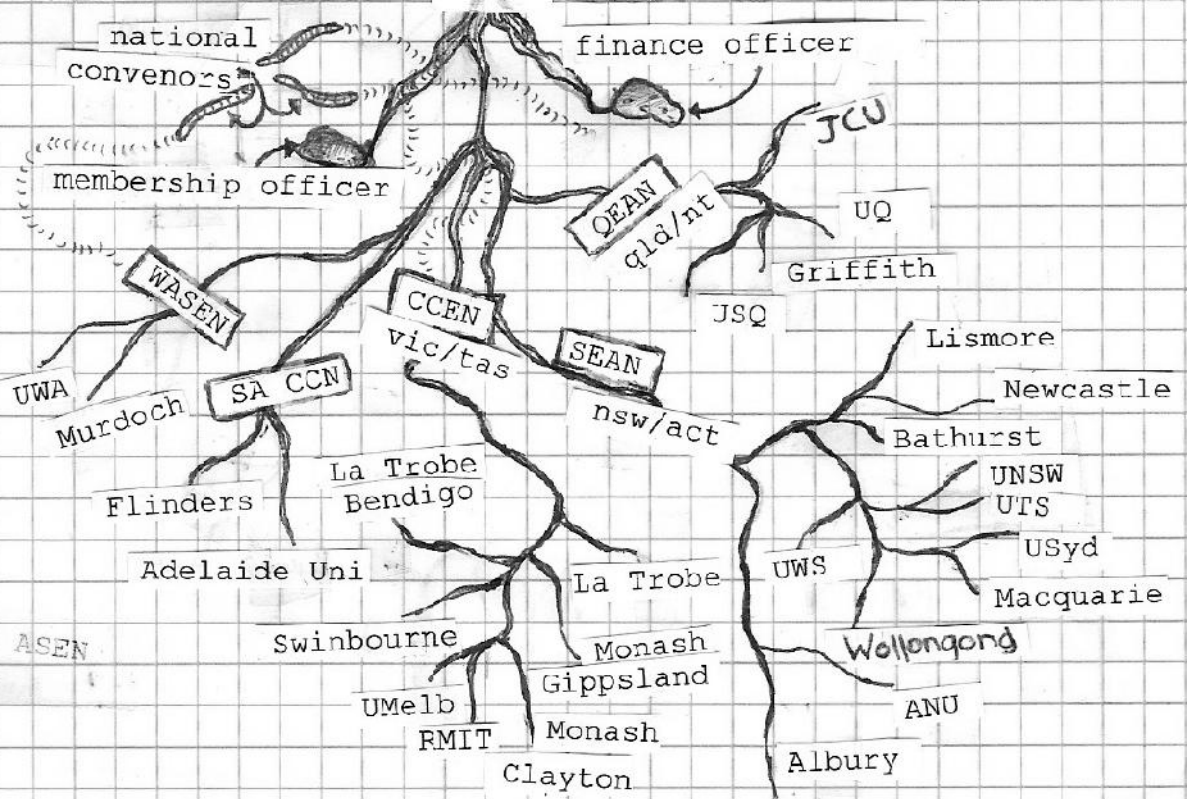 national
convenors
finance officer
membership officer
JCU
QEAN
qld/nt
UQ
Griffith
JSQ
WASEN
UWA
Murdoch
SA CCN
Flinders
Adelaide Uni
CCEN
vic/tas
SEAN
nsw/act
Lismore
Newcastle
Bathurst
UNSW
UTS
USyd
UWS
Macquarie
Wollongong
ANU
Albury
La Trobe
Bendigo
La Trobe
Swinbourne
Monash
Gippsland
UMelb
RMIT
Monash
Clayton
ASEN